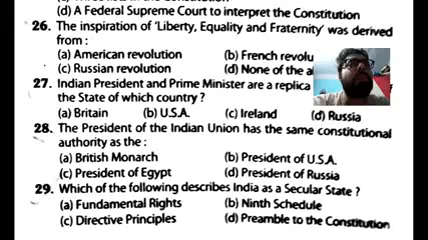 (d) A Federal Supreme Court to interpret the Constitution
26. The inspiration of 'Liberty, Equality and Fraternity' was derived
from :
(a) American revolution (b) French revolu
(c) Russian revolution (d) None of the a
27. Indian President and Prime Minister are a replica
the State of which country ?
(a) Britain (b) U.S.A. (c) Ireland (d) Russia
28. The President of the Indian Union has the same constitutional
authority as the :
(a) British Monarch (b) President of U.S.A.
(c) President of Egypt (d) President of Russia
29. Which of the following describes India as a Secular State ?
(a) Fundamental Rights (b) Ninth Schedule
(c) Directive Principles (d) Preamble to the Constitution